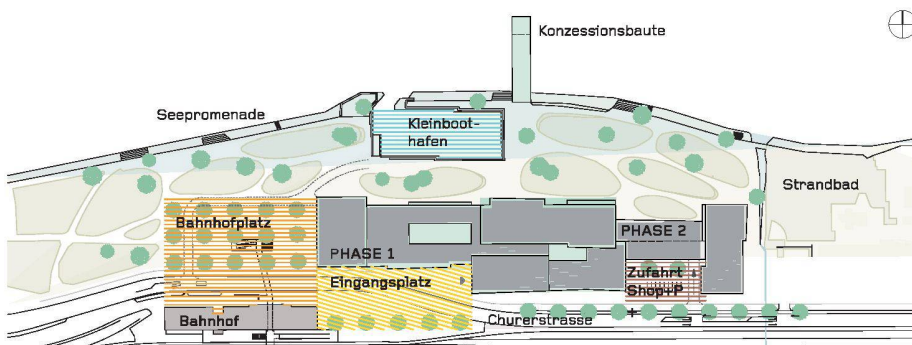 Konzessionsbaute
Seepromenade
Kleinboot-
hafen
Strandbad
Bahnhofplatz
PHASE 2
PHASE 1
Zufahrt
Shop+P
Eingangsplatz
Bahnhof
Churerstrasse